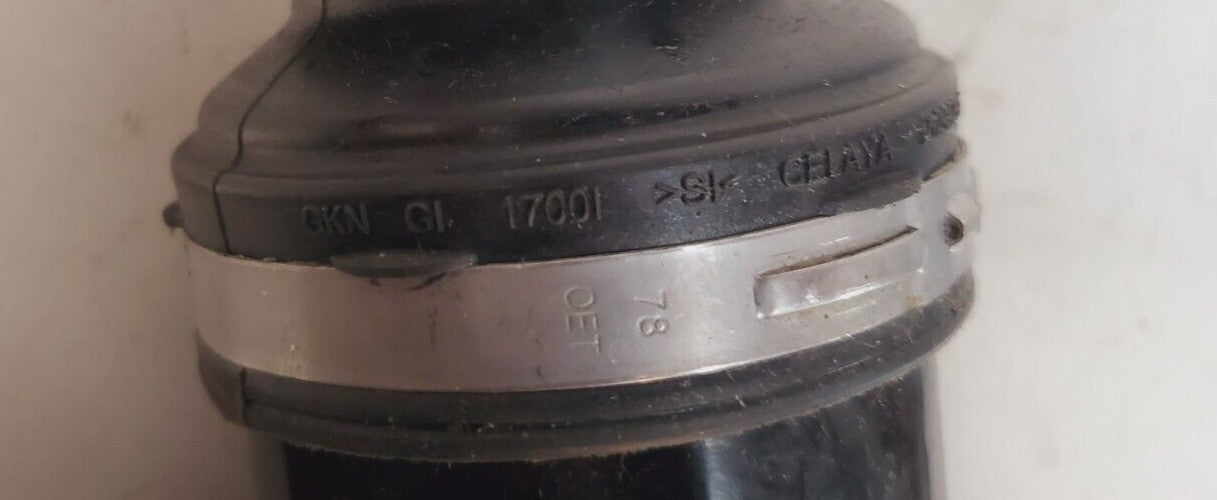 GKN GI 17001 >SI< CELAYA
78
OET